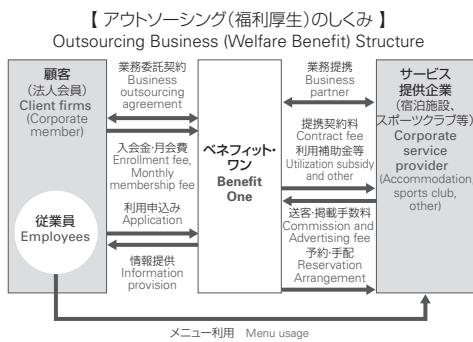 【 アウトソーシング(福利厚生)のしくみ 】
Outsourcing Business (Welfare Benefit) Structure
顧客
(法人会員)
Client firms
(Corporate
member)
従業員
Employees
業務委託契約
Business
outsourcing
agreement
入会金・月会費
Enrollment fee,
Monthly
membership fee
利用申込み
Application
情報提供
Information
provision
ベネフィット・
ワン
Benefit
One
業務提携
Business
partner
提携契約料
Contract fee
利用補助金等
Utilization subsidy
and other
送客・掲載手数料
Commission and
Advertising fee
予約・手配
Reservation
Arrangement
サービス
提供企業
(宿泊施設、
スポーツクラブ等)
Corporate
service
provider
(Accommodation,
sports club,
other)
メニュー利用 Menu usage